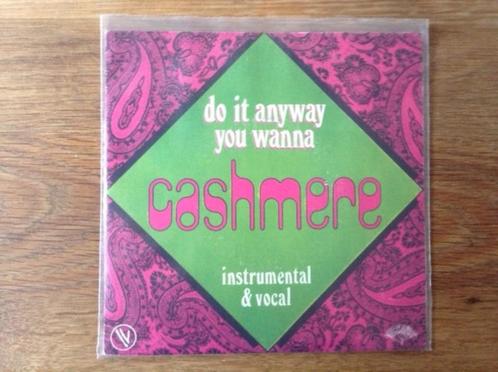 do it anyway
you wanna
cashmere
instrumental
& vocal